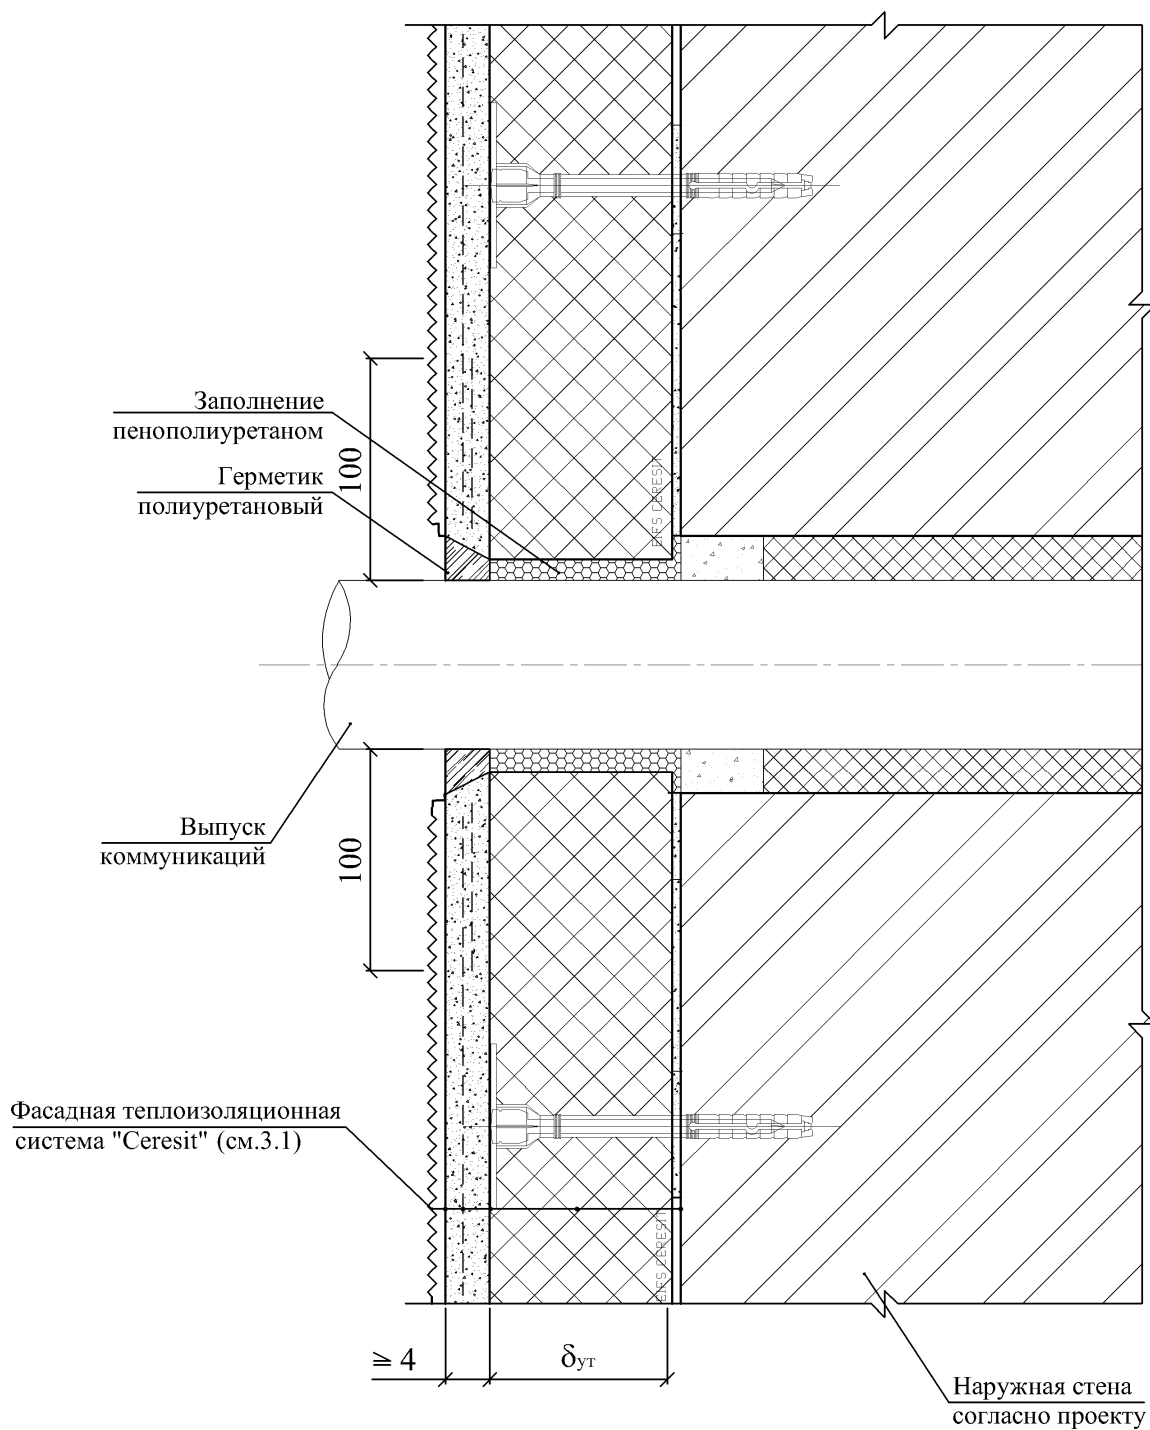 Заполнение
пенополиуретаном
Герметик
полиуретановый
100
EIFS CERESIT
Выпуск
коммуникаций
100
Фасадная теплоизоляционная
система "Ceresit" (см.3.1)
EIFS CERESIT
≥ 4
δут
Наружная стена
согласно проекту